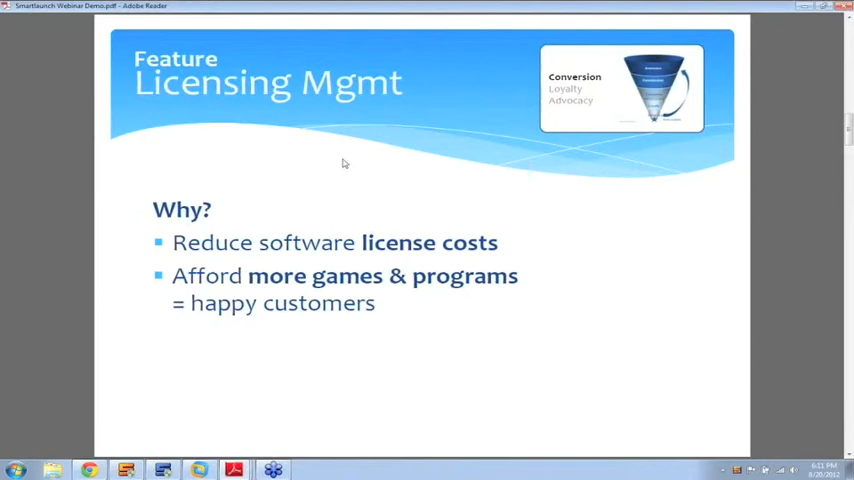 Smartlaunch Webinar Demo.pdf - Adobe Reader
Feature
Licensing Mgmt
Conversion
Loyalty
Advocacy
Why?
Reduce software license costs
Afford more games & programs
= happy customers
6:11 PM
8/20/2012